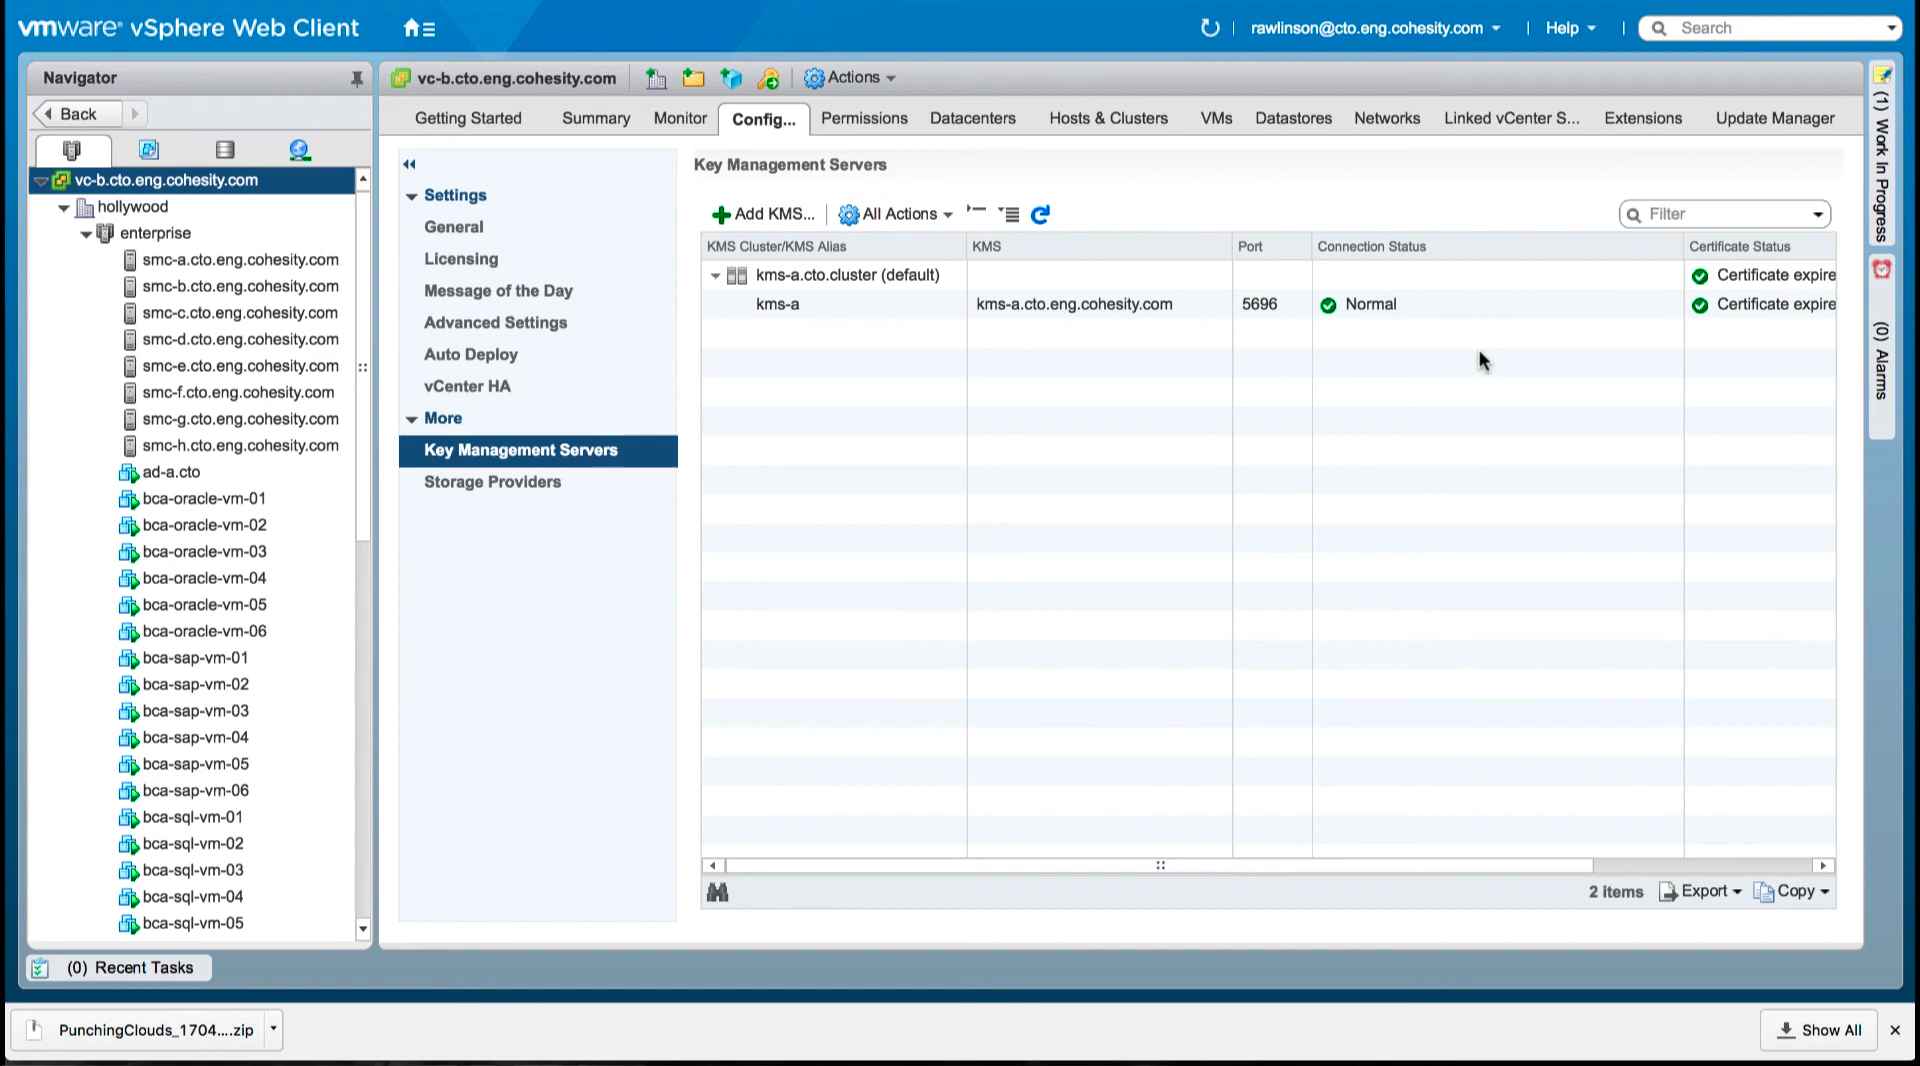 vmware® vSphere Web Client
rawlinson@cto.eng.cohesity.com
Help
Search
Navigator
Back
vc-b.cto.eng.cohesity.com
hollywood
enterprise
smc-a.cto.eng.cohesity.com
smc-b.cto.eng.cohesity.com
smc-c.cto.eng.cohesity.com
smc-d.cto.eng.cohesity.com
smc-e.cto.eng.cohesity.com
smc-f.cto.eng.cohesity.com
smc-g.cto.eng.cohesity.com
smc-h.cto.eng.cohesity.com
ad-a.cto
bca-oracle-vm-01
bca-oracle-vm-02
bca-oracle-vm-03
bca-oracle-vm-04
bca-oracle-vm-05
bca-oracle-vm-06
bca-sap-vm-01
bca-sap-vm-02
bca-sap-vm-03
bca-sap-vm-04
bca-sap-vm-05
bca-sap-vm-06
bca-sql-vm-01
bca-sql-vm-02
bca-sql-vm-03
bca-sql-vm-04
bca-sql-vm-05
vc-b.cto.eng.cohesity.com Actions
Getting Started Summary Monitor Config... Permissions Datacenters Hosts & Clusters VMs Datastores Networks Linked vCenter S... Extensions Update Manager
Settings
General
Licensing
Message of the Day
Advanced Settings
Auto Deploy
vCenter HA
More
Key Management Servers
Storage Providers
Key Management Servers
Add KMS... All Actions Filter
KMS Cluster/KMS Alias KMS Port Connection Status Certificate Status
kms-a.cto.cluster (default) Certificate expire
kms-a kms-a.cto.eng.cohesity.com 5696 Normal Certificate expire
2 items Export Copy
(1) Work In Progress
(0) Alarms
(0) Recent Tasks
PunchingClouds_1704....zip
Show All